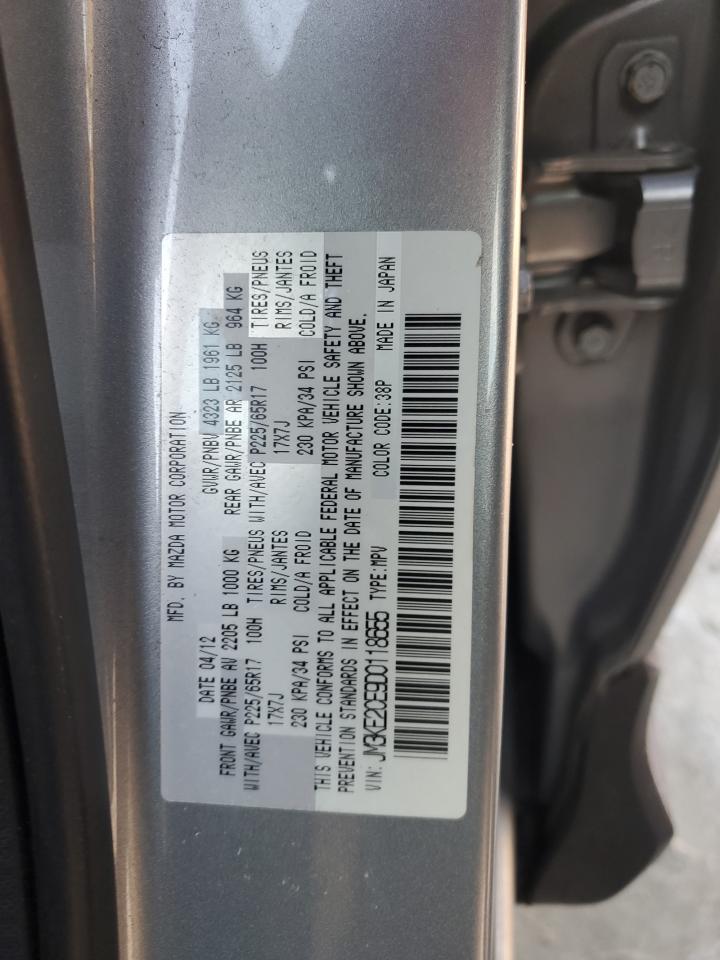 MFD. BY MAZDA MOTOR CORPORATION
DATE 04/12 GVWR/PNBV 4323 LB 1961 KG
FRONT GAWR/PNBE AV 2205 LB 1000 KG REAR GAWR/PNBE AR 2125 LB 964 KG
WITH/AVEC P225/65R17 100H TIRES/PNEUS WITH/AVEC P225/65R17 100H TIRES/PNEUS
17X7J RIMS/JANTES 17X7J RIMS/JANTES
230 KPA/34 PSI COLD/A FROID 230 KPA/34 PSI COLD/A FROID
THIS VEHICLE CONFORMS TO ALL APPLICABLE FEDERAL MOTOR VEHICLE SAFETY AND THEFT
PREVENTION STANDARDS IN EFFECT ON THE DATE OF MANUFACTURE SHOWN ABOVE.
VIN: JM3KE2CE9D0118655 TYPE:MPV COLOR CODE:38P MADE IN JAPAN